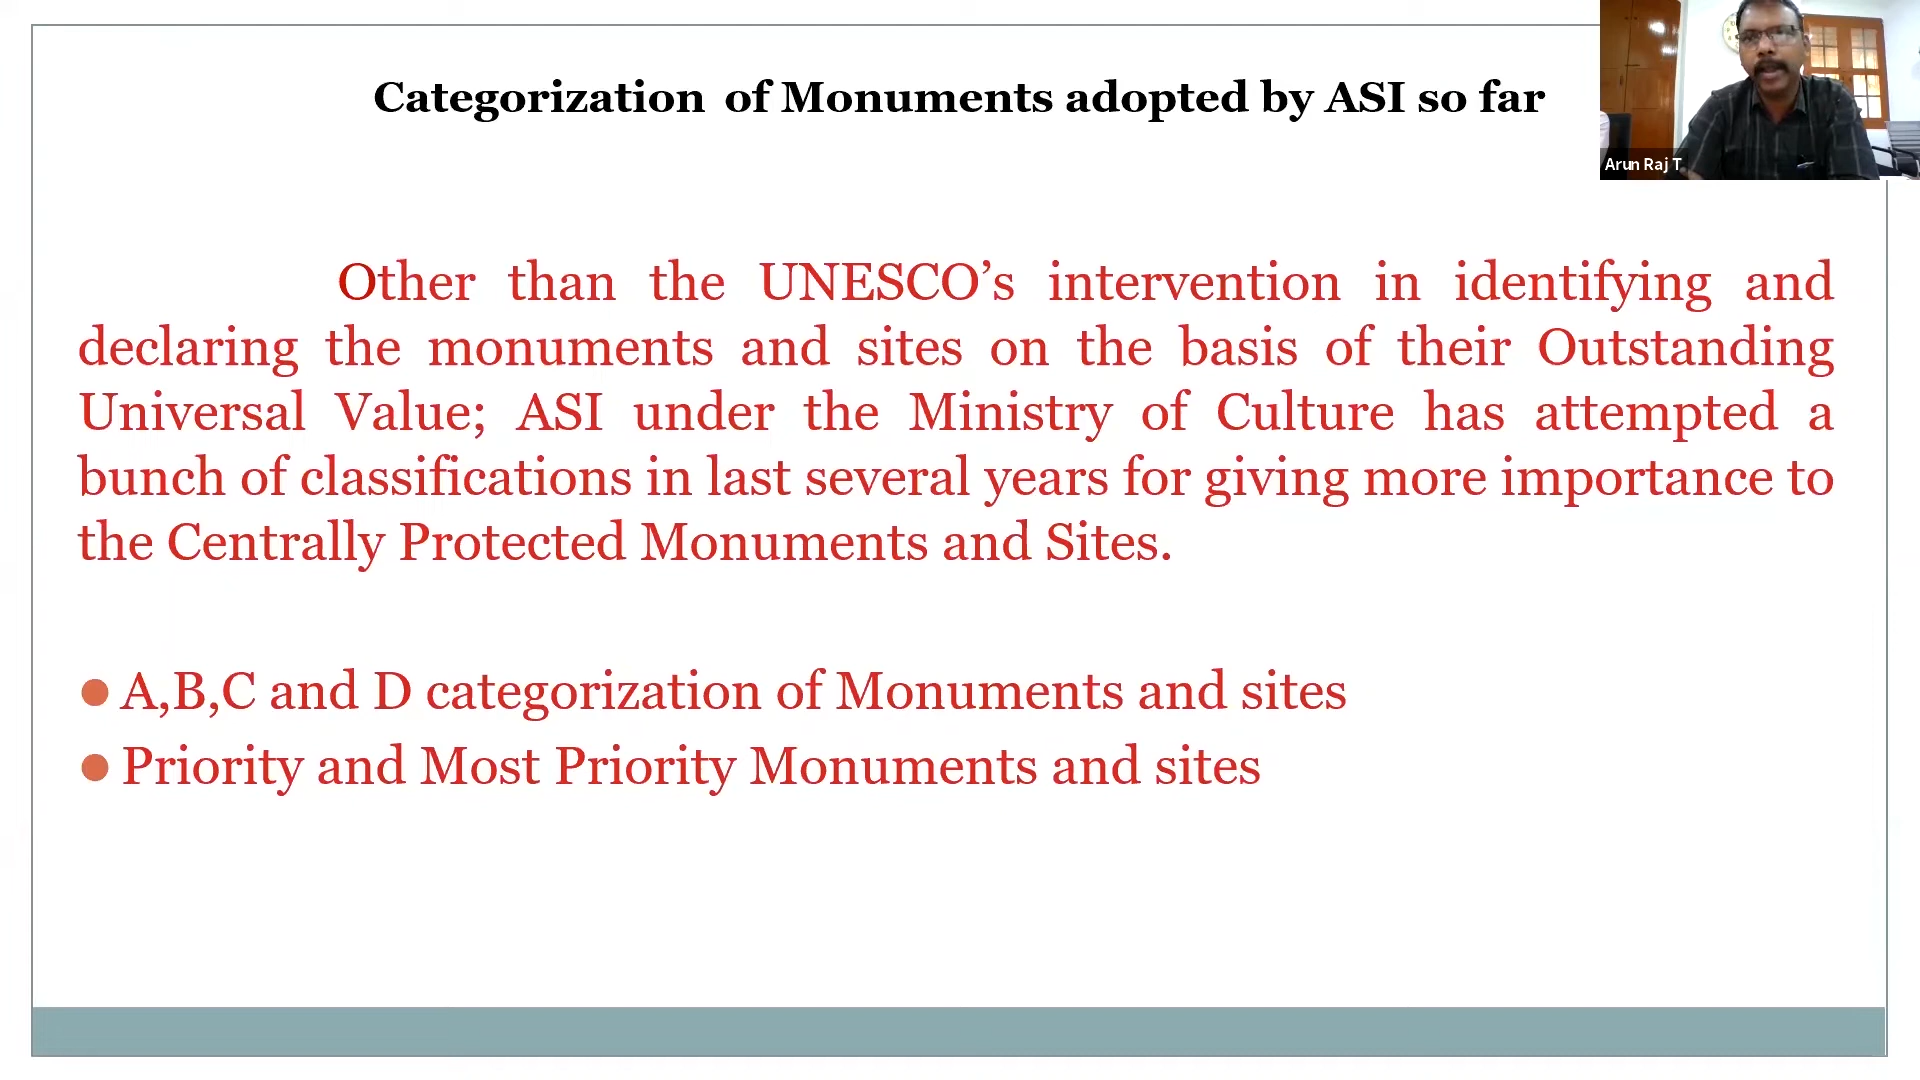 Categorization of Monuments adopted by ASI so far
Arun Raj T
Other than the UNESCO’s intervention in identifying and
declaring the monuments and sites on the basis of their Outstanding
Universal Value; ASI under the Ministry of Culture has attempted a
bunch of classifications in last several years for giving more importance to
the Centrally Protected Monuments and Sites.
A,B,C and D categorization of Monuments and sites
Priority and Most Priority Monuments and sites